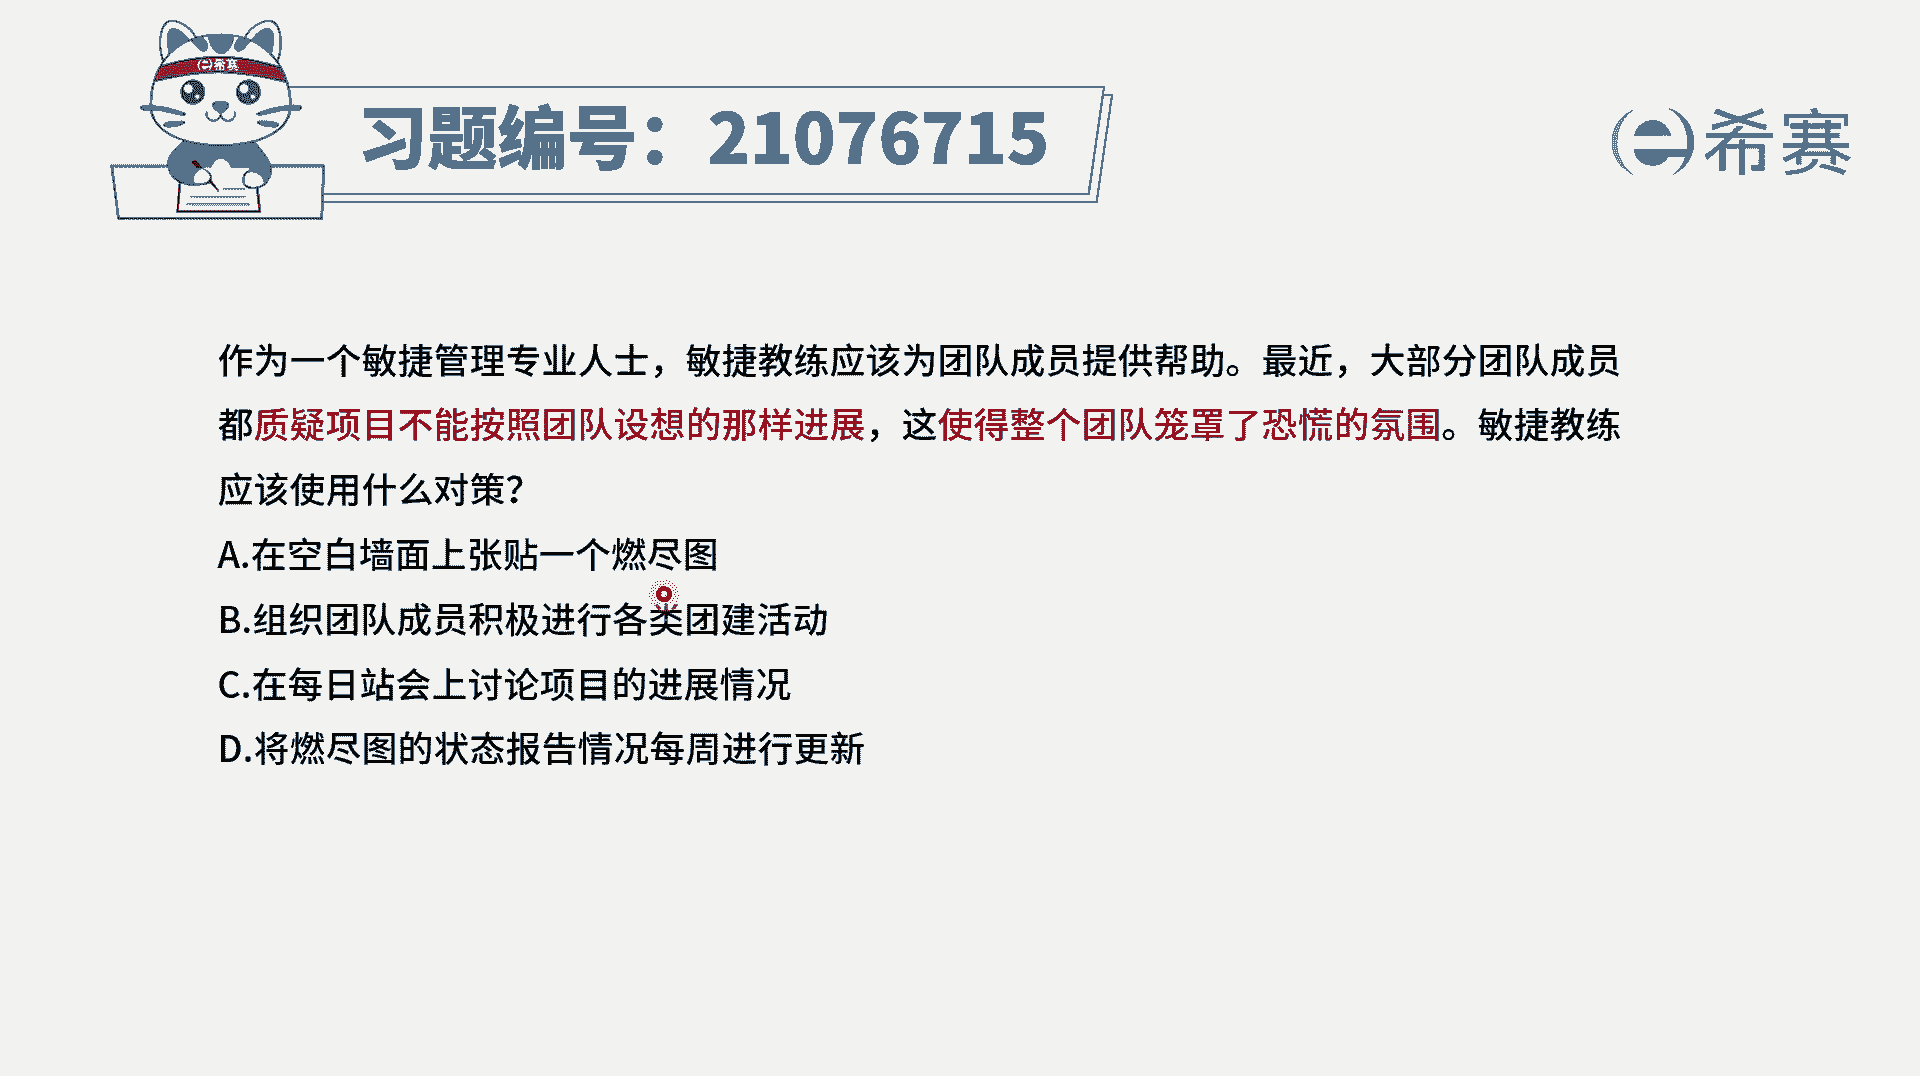 希赛
习题编号：21076715
希赛
作为一个敏捷管理专业人士，敏捷教练应该为团队成员提供帮助。最近，大部分团队成员
都质疑项目不能按照团队设想的那样进展，这使得整个团队笼罩了恐慌的氛围。敏捷教练
应该使用什么对策？
A.在空白墙面上张贴一个燃尽图
B.组织团队成员积极进行各类团建活动
C.在每日站会上讨论项目的进展情况
D.将燃尽图的状态报告情况每周进行更新